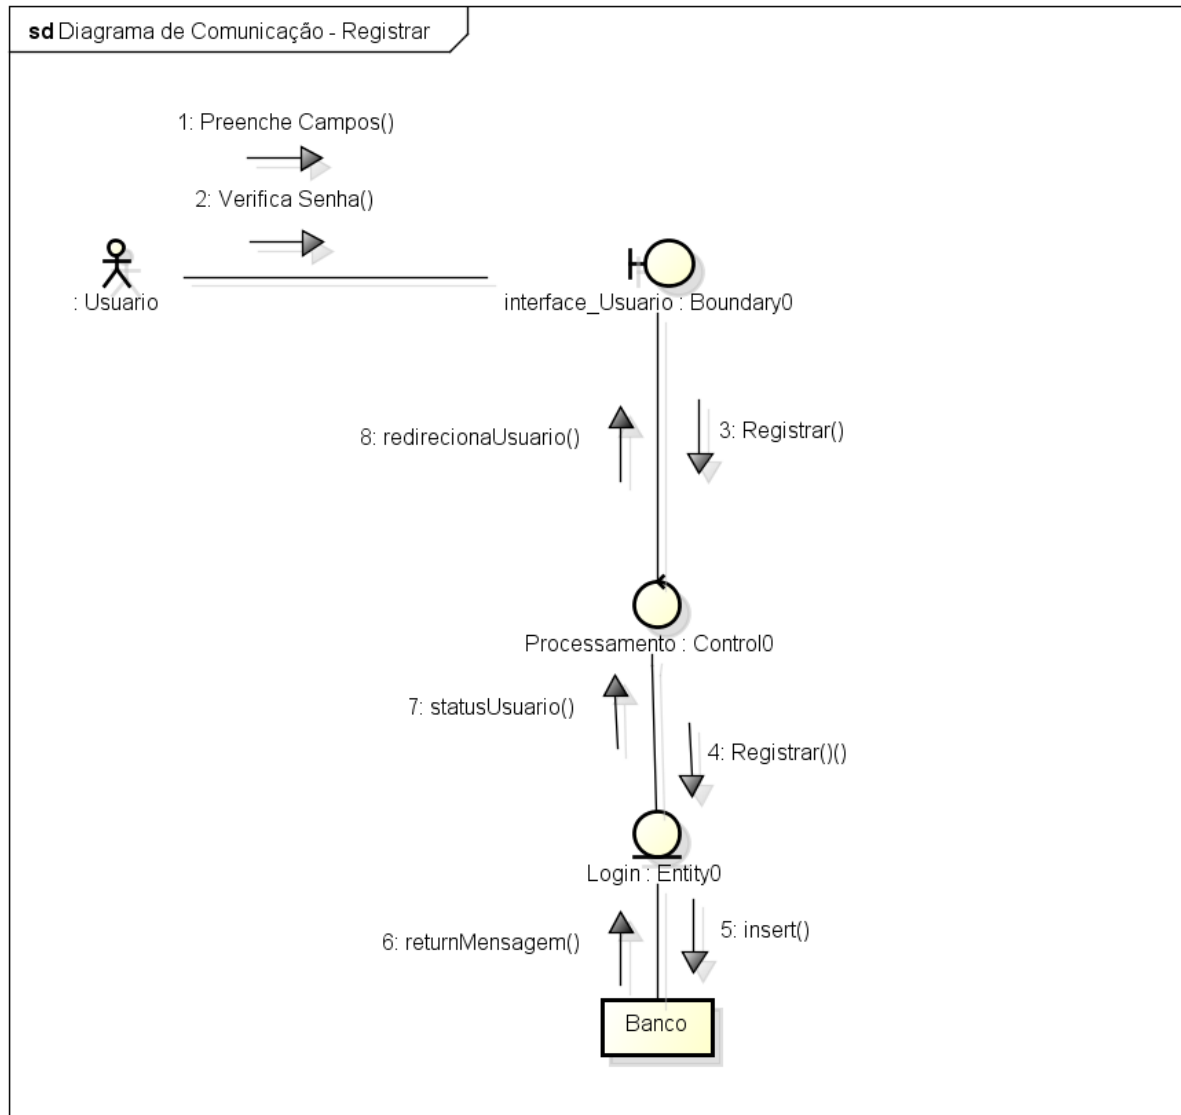 sd Diagrama de Comunicação - Registrar
1: Preenche Campos()
2: Verifica Senha()
: Usuario
interface_Usuario : Boundary0
8: redirecionaUsuario()
3: Registrar()
Processamento : Control0
7: statusUsuario()
4: Registrar()()
Login : Entity0
6: returnMensagem()
5: insert()
Banco